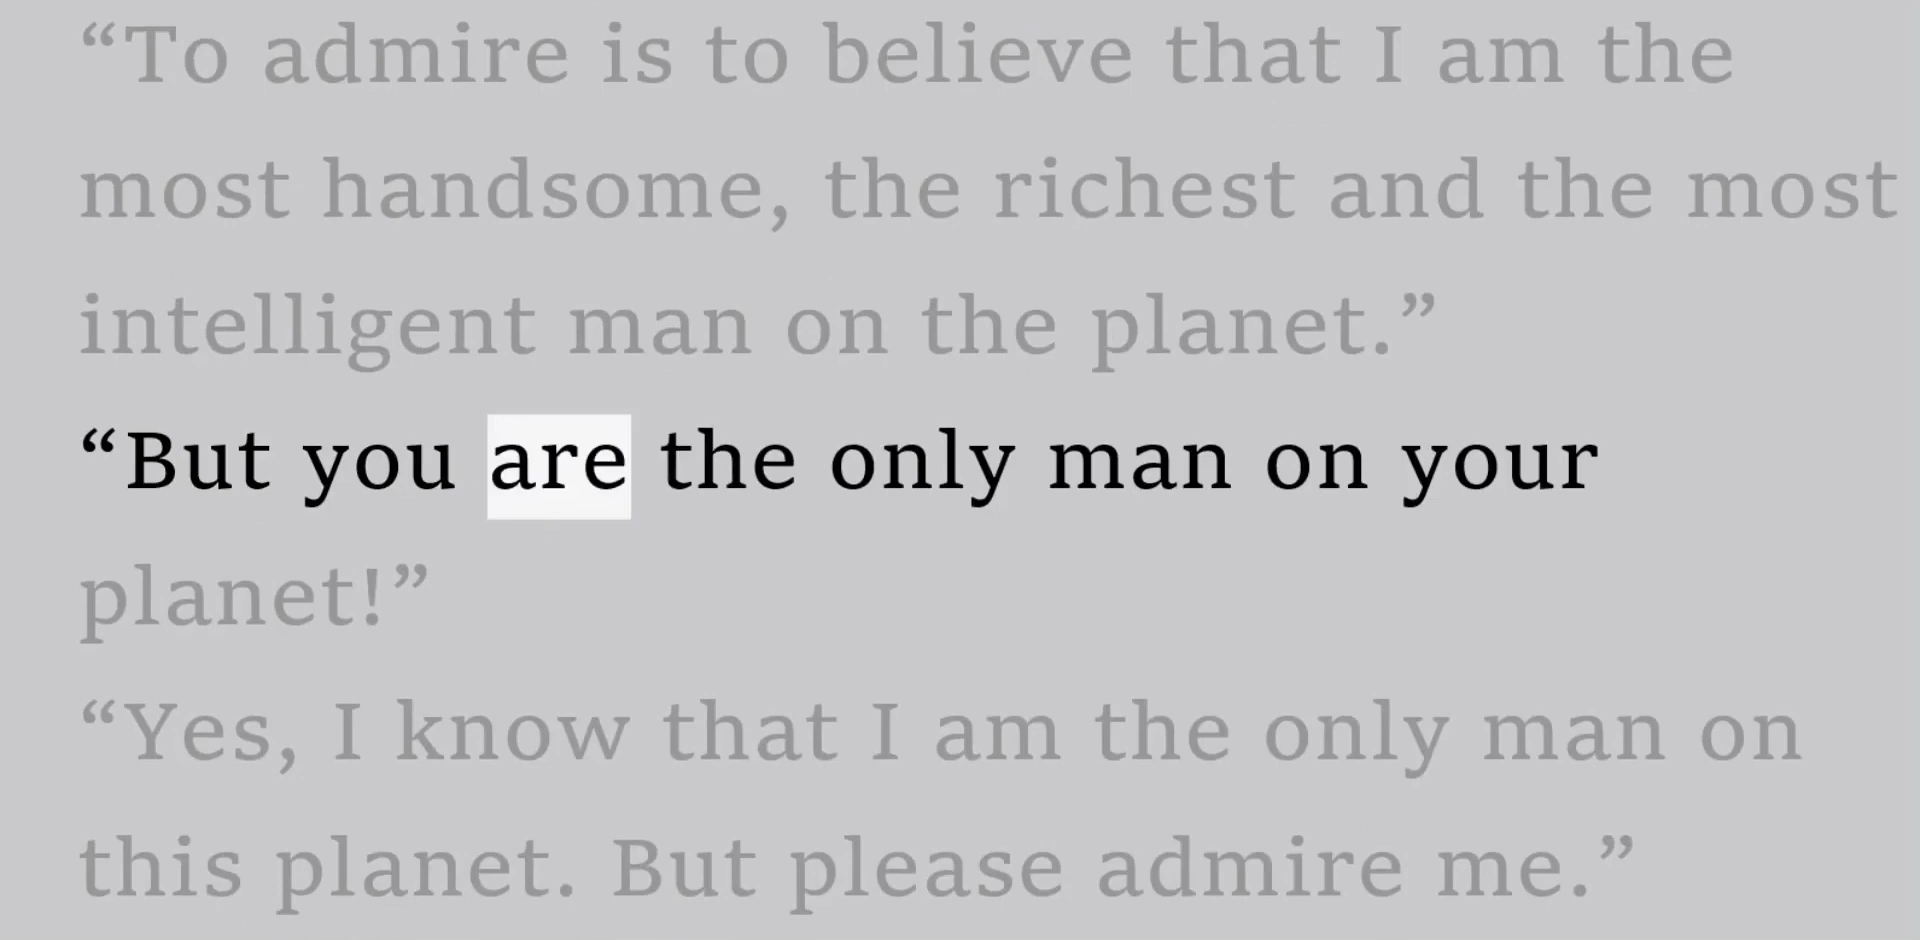 “To admire is to believe that I am the
most handsome, the richest and the most
intelligent man on the planet.”
“But you are the only man on your
planet!”
“Yes, I know that I am the only man on
this planet. But please admire me.”